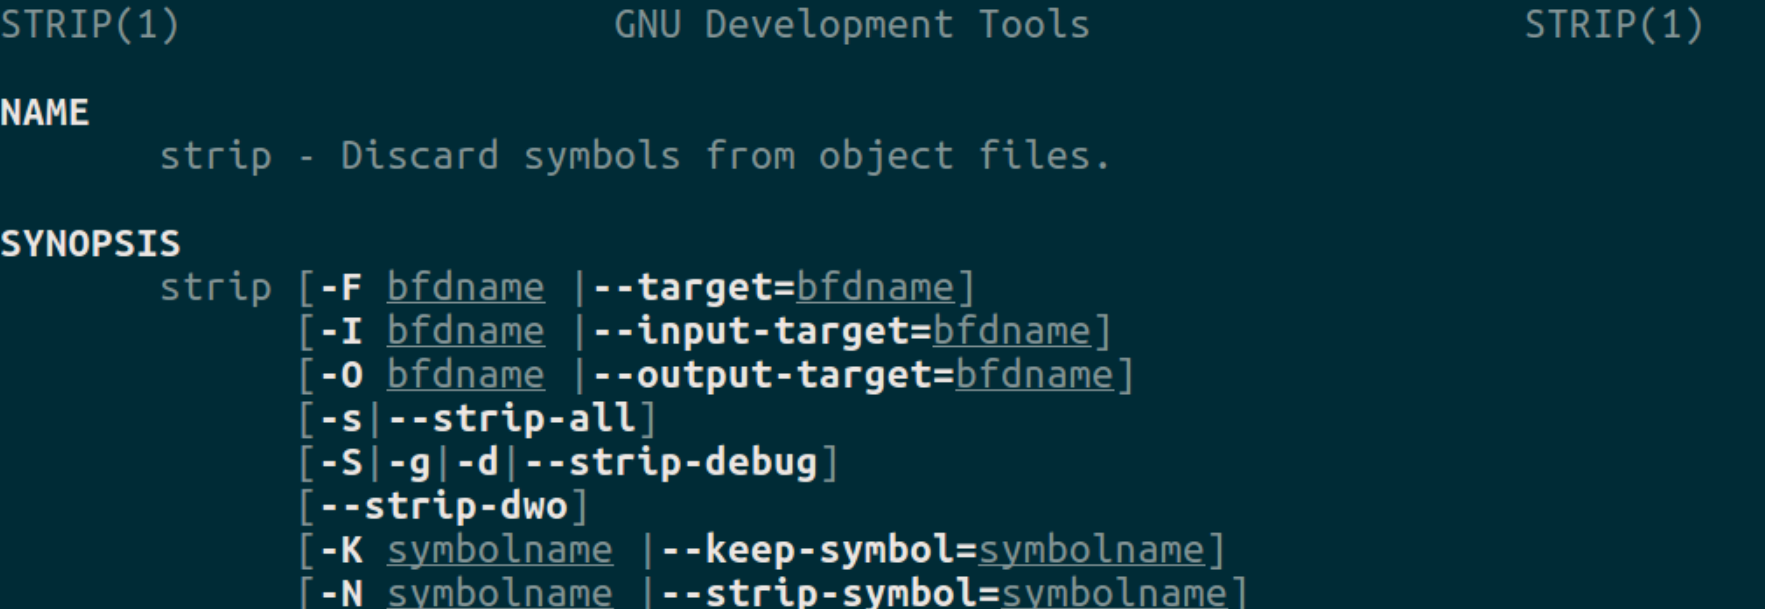 STRIP(1) GNU Development Tools STRIP(1)
NAME
strip - Discard symbols from object files.
SYNOPSIS
strip [-F bfdname |--target=bfdname]
[-I bfdname |--input-target=bfdname]
[-O bfdname |--output-target=bfdname]
[-s|--strip-all]
[-S|-g|-d|--strip-debug]
[--strip-dwo]
[-K symbolname |--keep-symbol=symbolname]
[-N symbolname |--strip-symbol=symbolname]